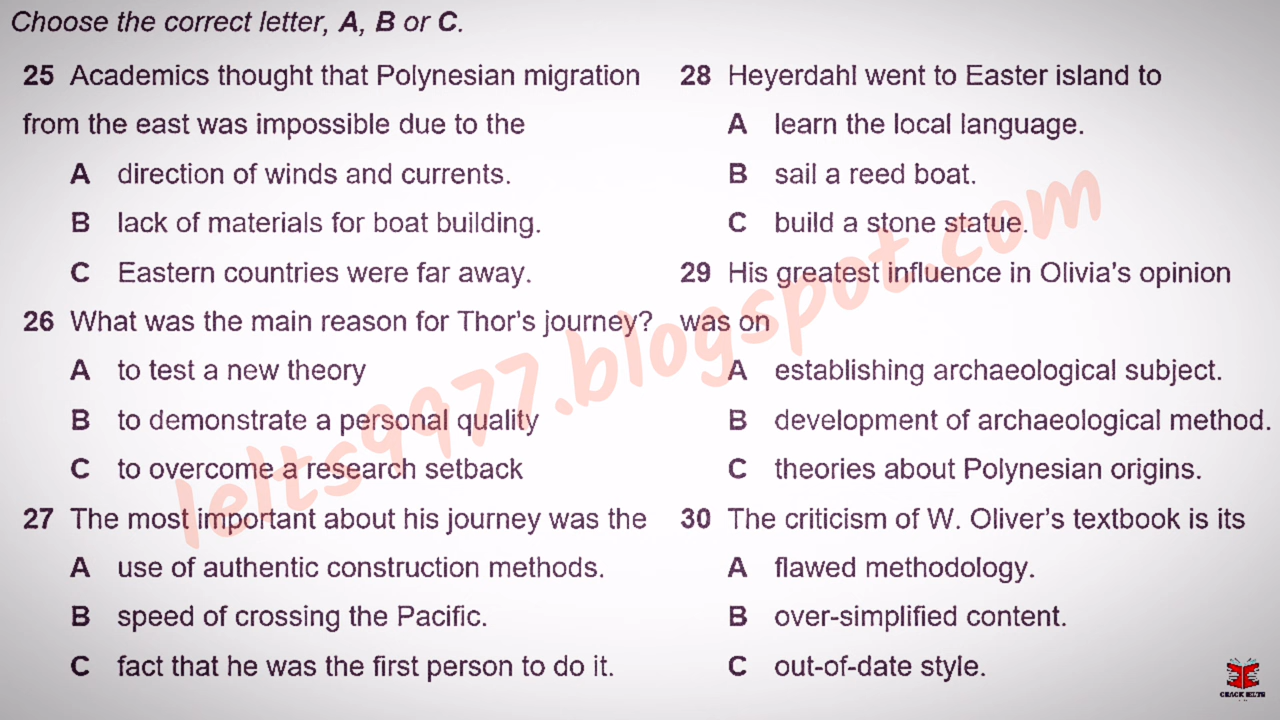 Choose the correct letter, A, B or C.
25 Academics thought that Polynesian migration
from the east was impossible due to the
A direction of winds and currents.
B lack of materials for boat building.
C Eastern countries were far away.
26 What was the main reason for Thor's journey?
A to test a new theory
B to demonstrate a personal quality
C to overcome a research setback
27 The most important about his journey was the
A use of authentic construction methods.
B speed of crossing the Pacific.
C fact that he was the first person to do it.
28 Heyerdahl went to Easter island to
A learn the local language.
B sail a reed boat.
C build a stone statue.
29 His greatest influence in Olivia's opinion
was on
A establishing archaeological subject.
B development of archaeological method.
C theories about Polynesian origins.
30 The criticism of W. Oliver's textbook is its
A flawed methodology.
B over-simplified content.
C out-of-date style.
Ielts9977.blogspot.com
CRACK IELTS